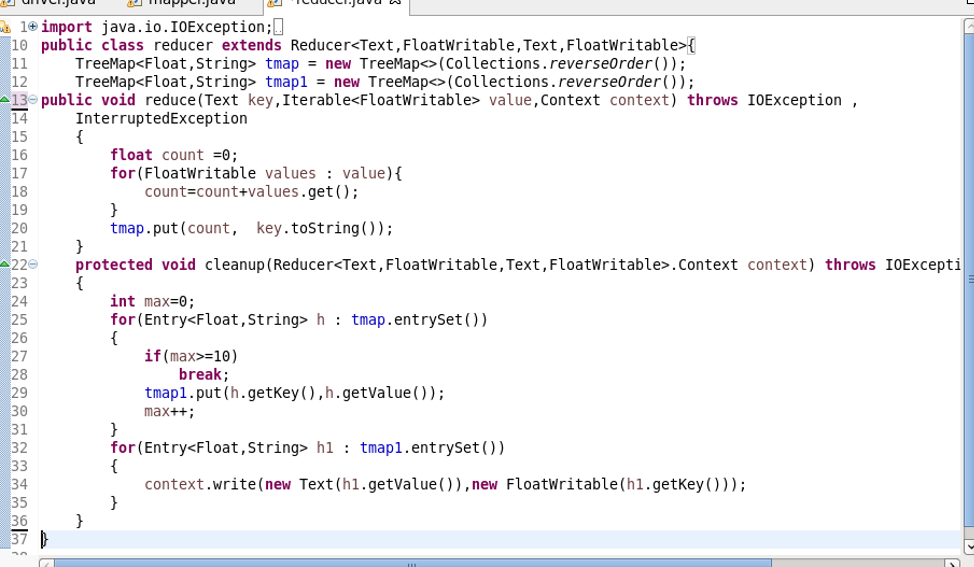 driver.java mapper.java *reducer.java
1 import java.io.IOException;
10 public class reducer extends Reducer<Text,FloatWritable,Text,FloatWritable>{
11 TreeMap<Float,String> tmap = new TreeMap<>(Collections.reverseOrder());
12 TreeMap<Float,String> tmap1 = new TreeMap<>(Collections.reverseOrder());
13 public void reduce(Text key,Iterable<FloatWritable> value,Context context) throws IOException ,
14 InterruptedException
15 {
16 float count =0;
17 for(FloatWritable values : value){
18 count=count+values.get();
19 }
20 tmap.put(count,  key.toString());
21 }
22 protected void cleanup(Reducer<Text,FloatWritable,Text,FloatWritable>.Context context) throws IOExcepti
23 {
24 int max=0;
25 for(Entry<Float,String> h : tmap.entrySet())
26 {
27 if(max>=10)
28 break;
29 tmap1.put(h.getKey(),h.getValue());
30 max++;
31 }
32 for(Entry<Float,String> h1 : tmap1.entrySet())
33 {
34 context.write(new Text(h1.getValue()),new FloatWritable(h1.getKey()));
35 }
36 }
37 }